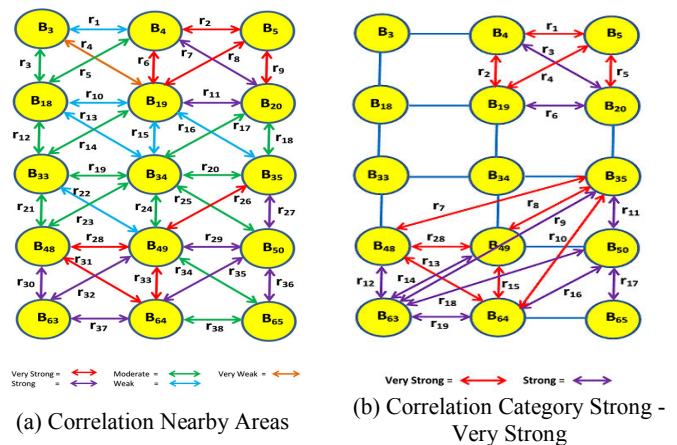 B3 r1 B4 r2 B5
r3 r4 r5 r6 r7 r8 r9
B18 r10 B19 r11 B20
r12 r13 r14 r15 r16 r17 r18
B33 r19 B34 r20 B35
r21 r22 r23 r24 r25 r26 r27
B48 r28 B49 r29 B50
r30 r31 r32 r33 r34 r35 r36
B63 r37 B64 r38 B65
Very Strong = Moderate = Very Weak =
Strong = Weak =
(a) Correlation Nearby Areas
B3 B4 r1 B5
r2 r3 r4 r5
B18 B19 r6 B20
B33 B34 B35
r7 r8 r9 r10 r11
B48 r28 B49 B50
r12 r13 r14 r15 r16 r17
r18
B63 r19 B64 B65
Very Strong = Strong =
(b) Correlation Category Strong -
Very Strong